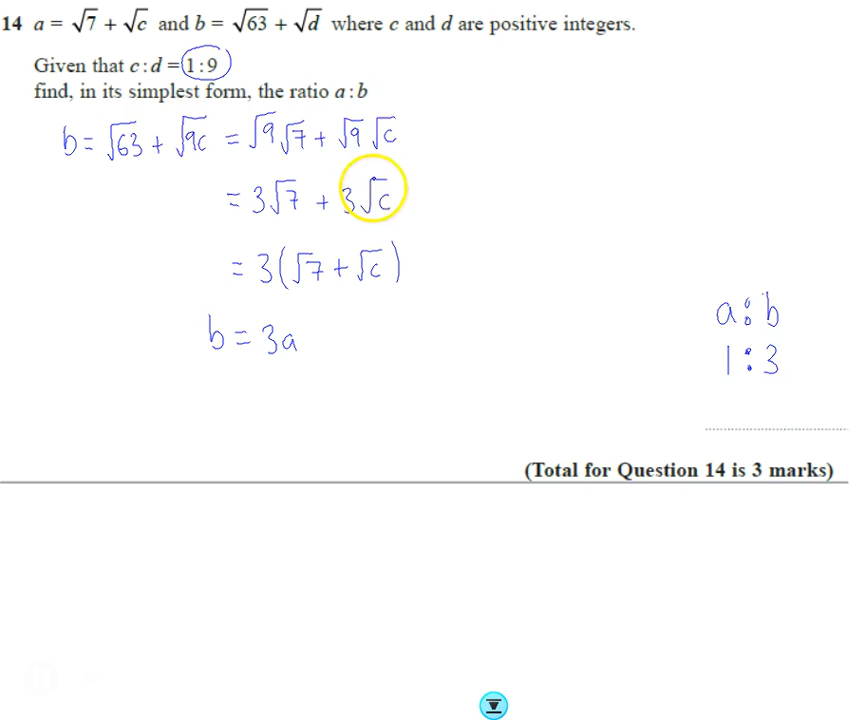 14 a = √7 + √c and b = √63 + √d where c and d are positive integers.
Given that c : d = 1 : 9
find, in its simplest form, the ratio a : b
b = √63 + √9c = √9 √7 + √9 √c
= 3√7 + 3√c
= 3(√7 + √c)
b = 3a
a : b
1 : 3
(Total for Question 14 is 3 marks)